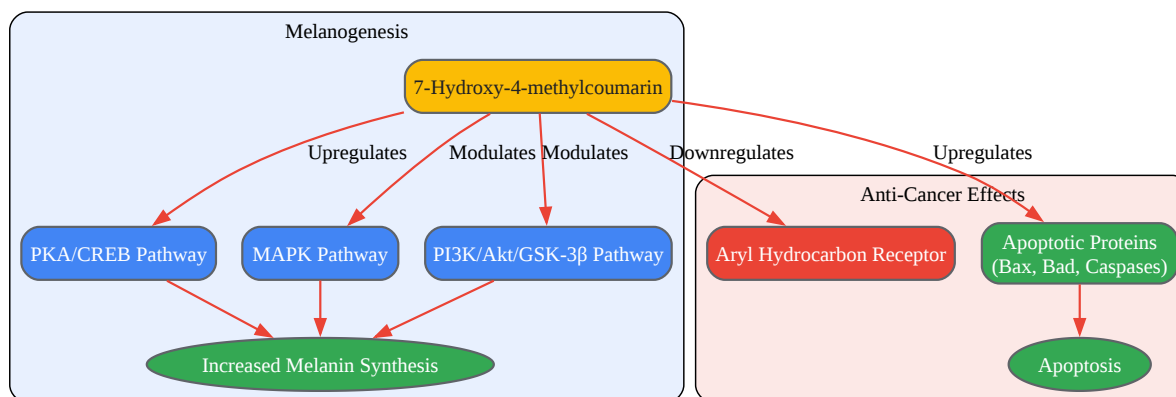 Melanogenesis
7-Hydroxy-4-methylcoumarin
Upregulates
Modulates
Modulates
Downregulates
Upregulates
Anti-Cancer Effects
PKA/CREB Pathway
MAPK Pathway
PI3K/Akt/GSK-3β Pathway
Aryl Hydrocarbon Receptor
Apoptotic Proteins
(Bax, Bad, Caspases)
Increased Melanin Synthesis
Apoptosis